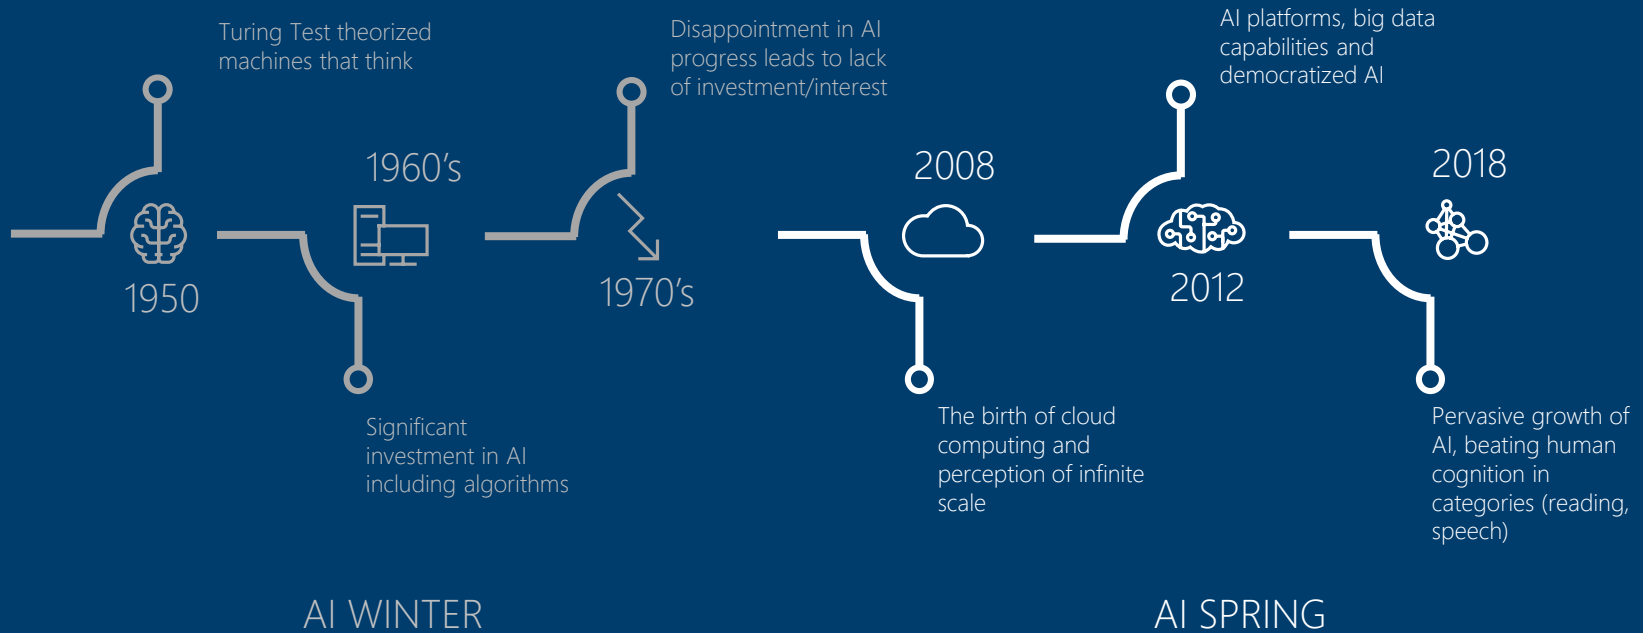 Turing Test theorized
machines that think
1950
1960's
Significant
investment in AI
including algorithms
Disappointment in AI
progress leads to lack
of investment/interest
1970's
2008
The birth of cloud
computing and
perception of infinite
scale
AI platforms, big data
capabilities and
democratized AI
2012
2018
Pervasive growth of
AI, beating human
cognition in
categories (reading,
speech)
AI WINTER
AI SPRING